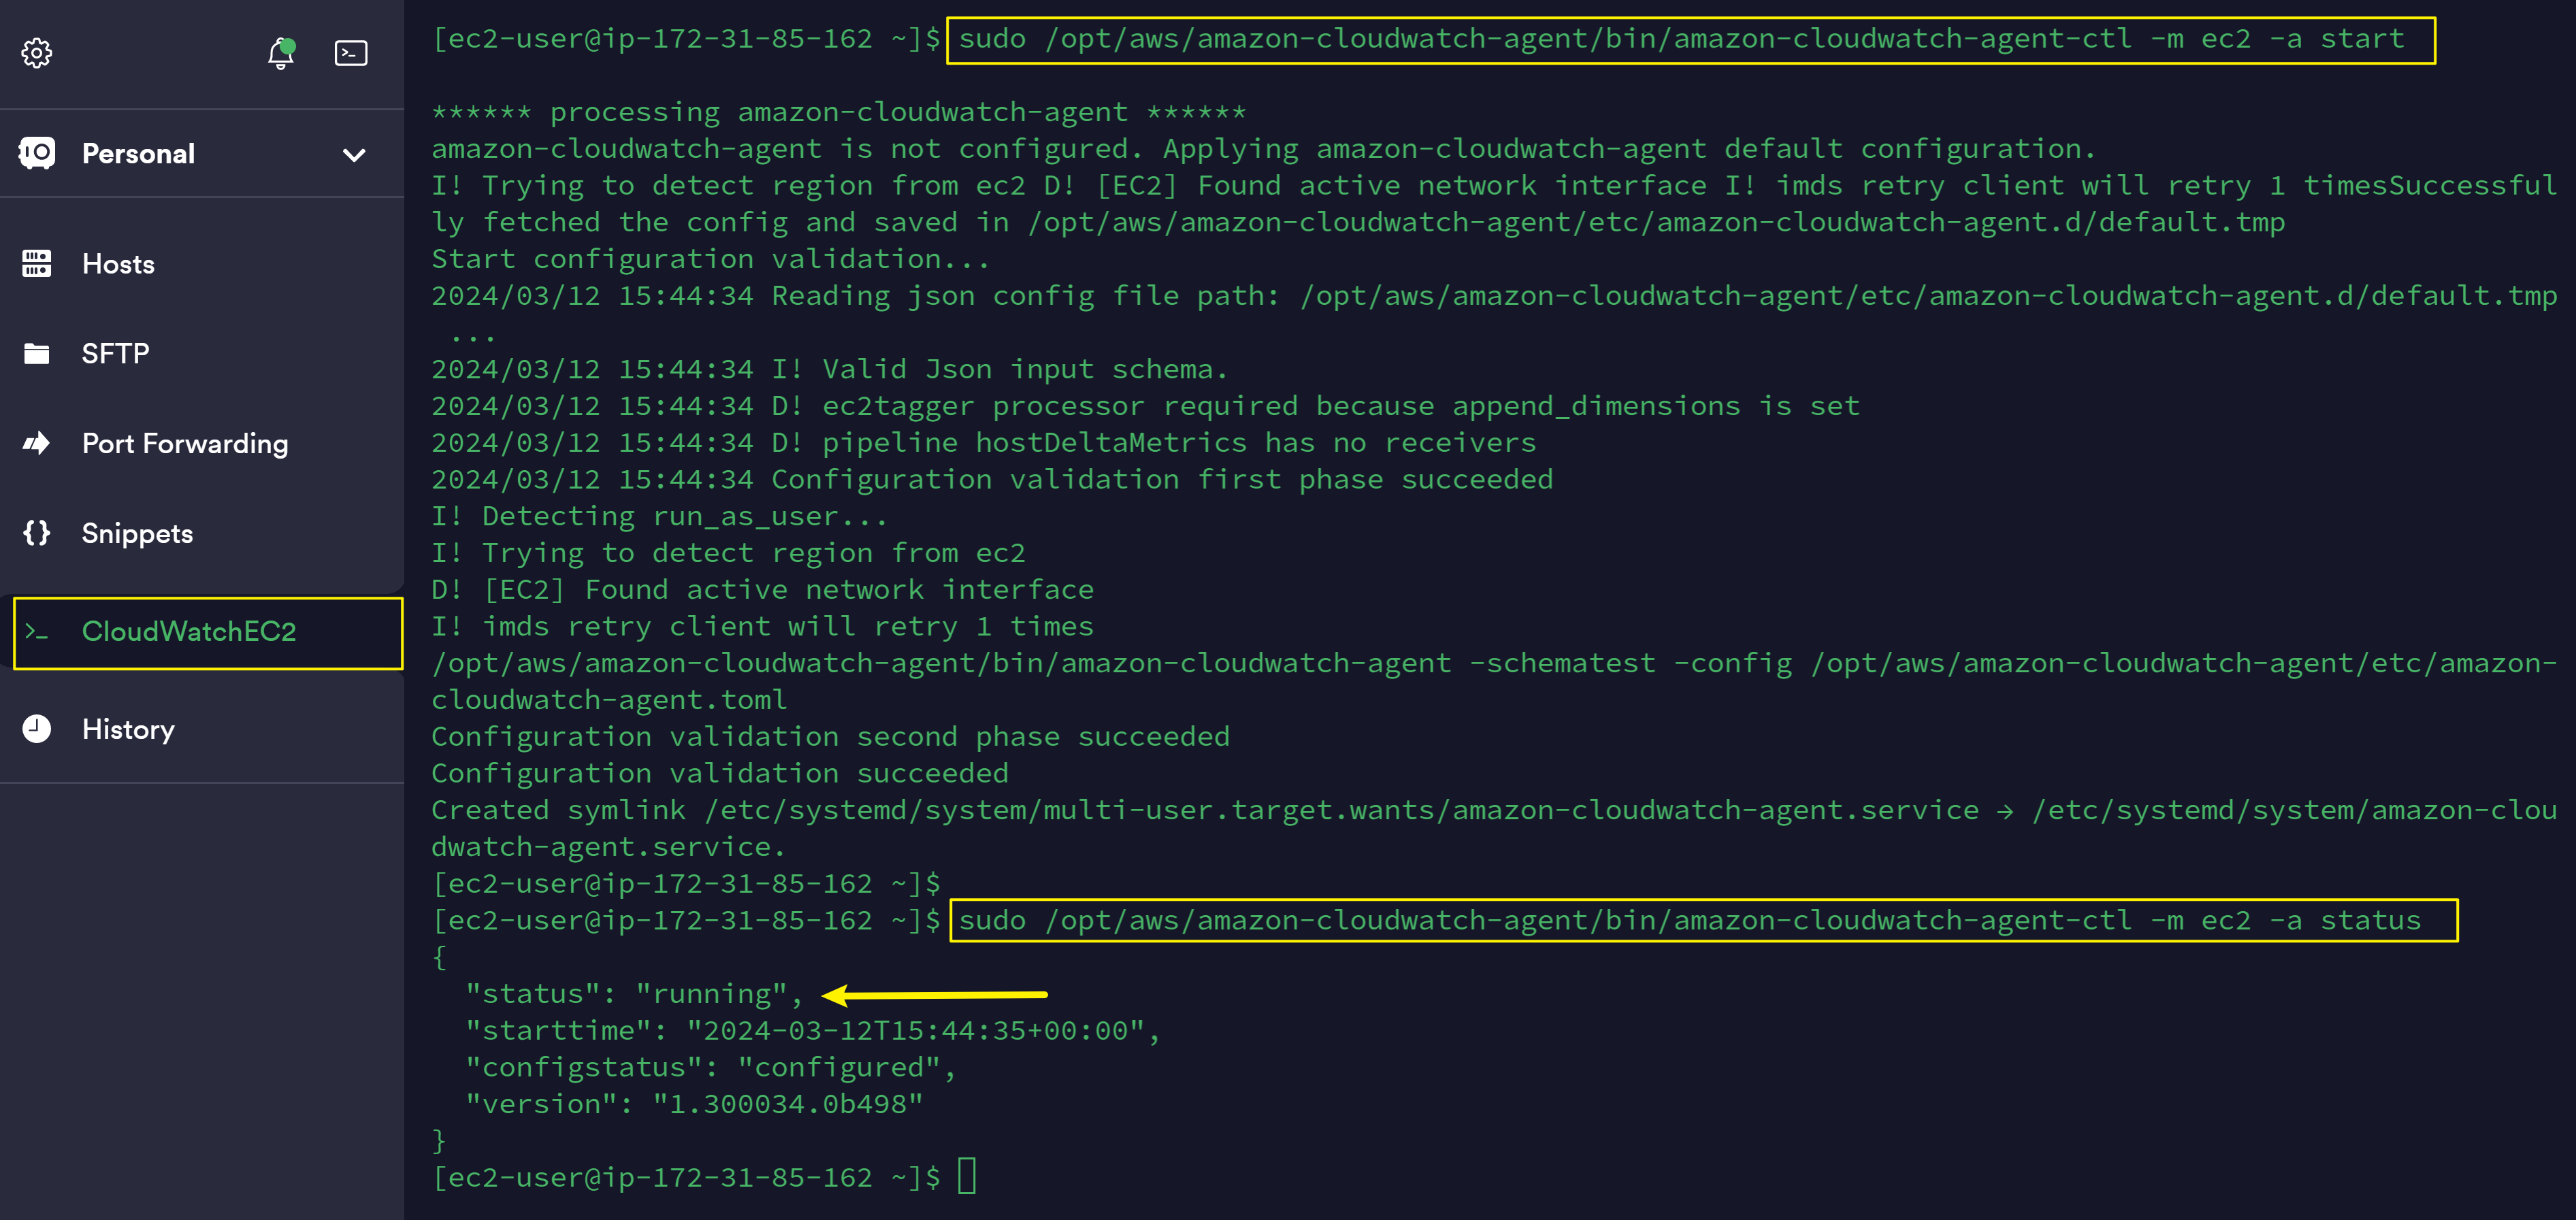 Personal
Hosts
SFTP
Port Forwarding
Snippets
CloudWatchEC2
History
[ec2-user@ip-172-31-85-162 ~]$ sudo /opt/aws/amazon-cloudwatch-agent/bin/amazon-cloudwatch-agent-ctl -m ec2 -a start
****** processing amazon-cloudwatch-agent ******
amazon-cloudwatch-agent is not configured. Applying amazon-cloudwatch-agent default configuration.
I! Trying to detect region from ec2 D! [EC2] Found active network interface I! imds retry client will retry 1 timesSuccessful
ly fetched the config and saved in /opt/aws/amazon-cloudwatch-agent/etc/amazon-cloudwatch-agent.d/default.tmp
Start configuration validation...
2024/03/12 15:44:34 Reading json config file path: /opt/aws/amazon-cloudwatch-agent/etc/amazon-cloudwatch-agent.d/default.tmp
 ...
2024/03/12 15:44:34 I! Valid Json input schema.
2024/03/12 15:44:34 D! ec2tagger processor required because append_dimensions is set
2024/03/12 15:44:34 D! pipeline hostDeltaMetrics has no receivers
2024/03/12 15:44:34 Configuration validation first phase succeeded
I! Detecting run_as_user...
I! Trying to detect region from ec2
D! [EC2] Found active network interface
I! imds retry client will retry 1 times
/opt/aws/amazon-cloudwatch-agent/bin/amazon-cloudwatch-agent -schematest -config /opt/aws/amazon-cloudwatch-agent/etc/amazon-
cloudwatch-agent.toml
Configuration validation second phase succeeded
Configuration validation succeeded
Created symlink /etc/systemd/system/multi-user.target.wants/amazon-cloudwatch-agent.service → /etc/systemd/system/amazon-clou
dwatch-agent.service.
[ec2-user@ip-172-31-85-162 ~]$
[ec2-user@ip-172-31-85-162 ~]$ sudo /opt/aws/amazon-cloudwatch-agent/bin/amazon-cloudwatch-agent-ctl -m ec2 -a status
{
  "status": "running",
  "starttime": "2024-03-12T15:44:35+00:00",
  "configstatus": "configured",
  "version": "1.300034.0b498"
}
[ec2-user@ip-172-31-85-162 ~]$